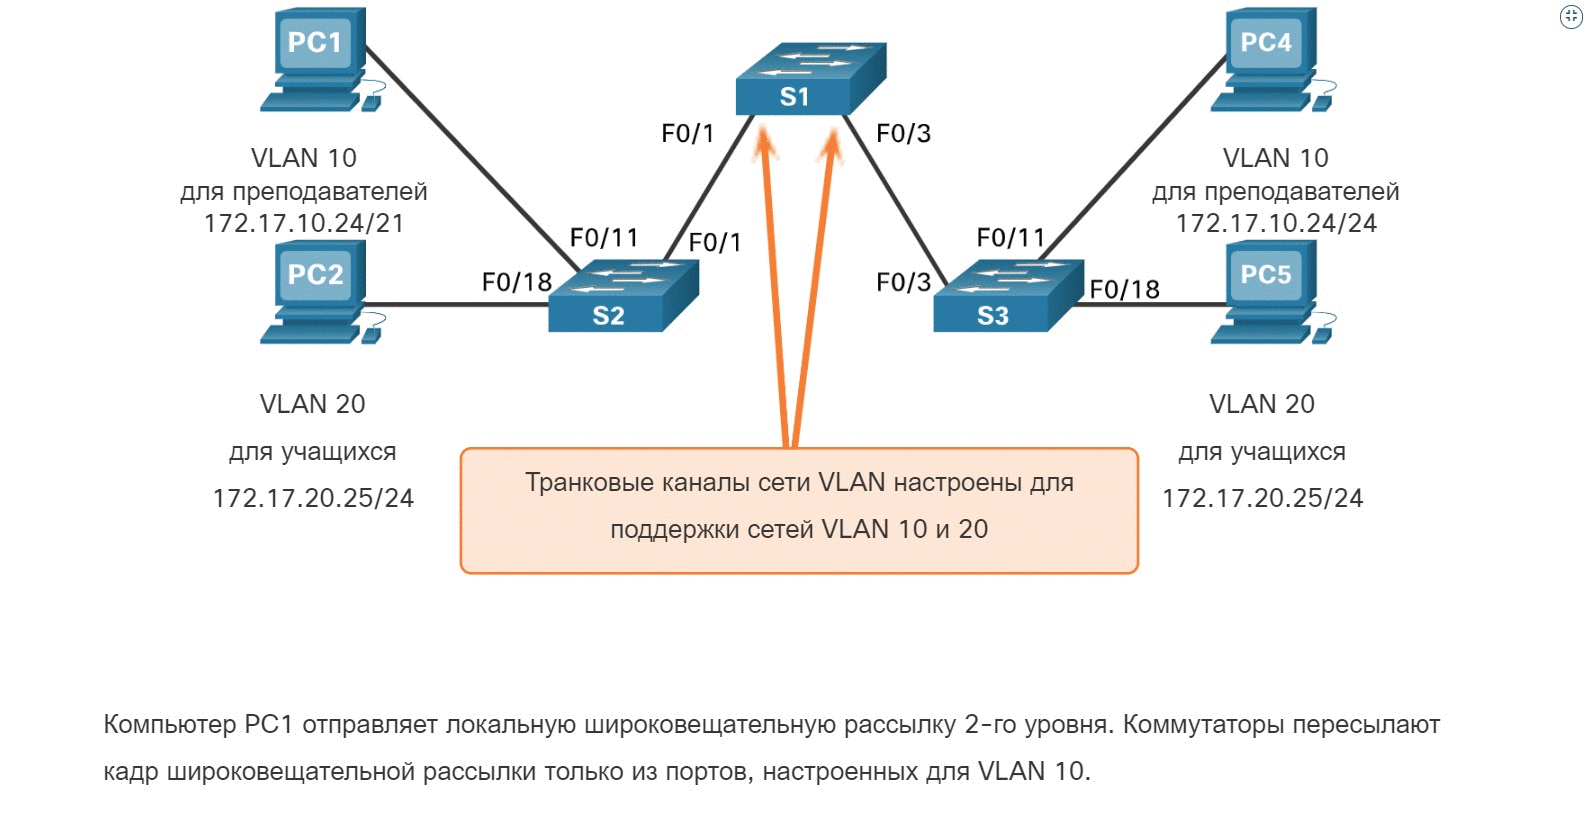 PC1
PC4
S1
F0/1
F0/3
VLAN 10
для преподавателей
172.17.10.24/21
VLAN 10
для преподавателей
172.17.10.24/24
F0/11
F0/1
F0/11
PC2
F0/18
S2
F0/3
S3
F0/18
PC5
VLAN 20
для учащихся
172.17.20.25/24
VLAN 20
для учащихся
172.17.20.25/24
Транковые каналы сети VLAN настроены для
поддержки сетей VLAN 10 и 20
Компьютер PC1 отправляет локальную широковещательную рассылку 2-го уровня. Коммутаторы пересылают
кадр широковещательной рассылки только из портов, настроенных для VLAN 10.